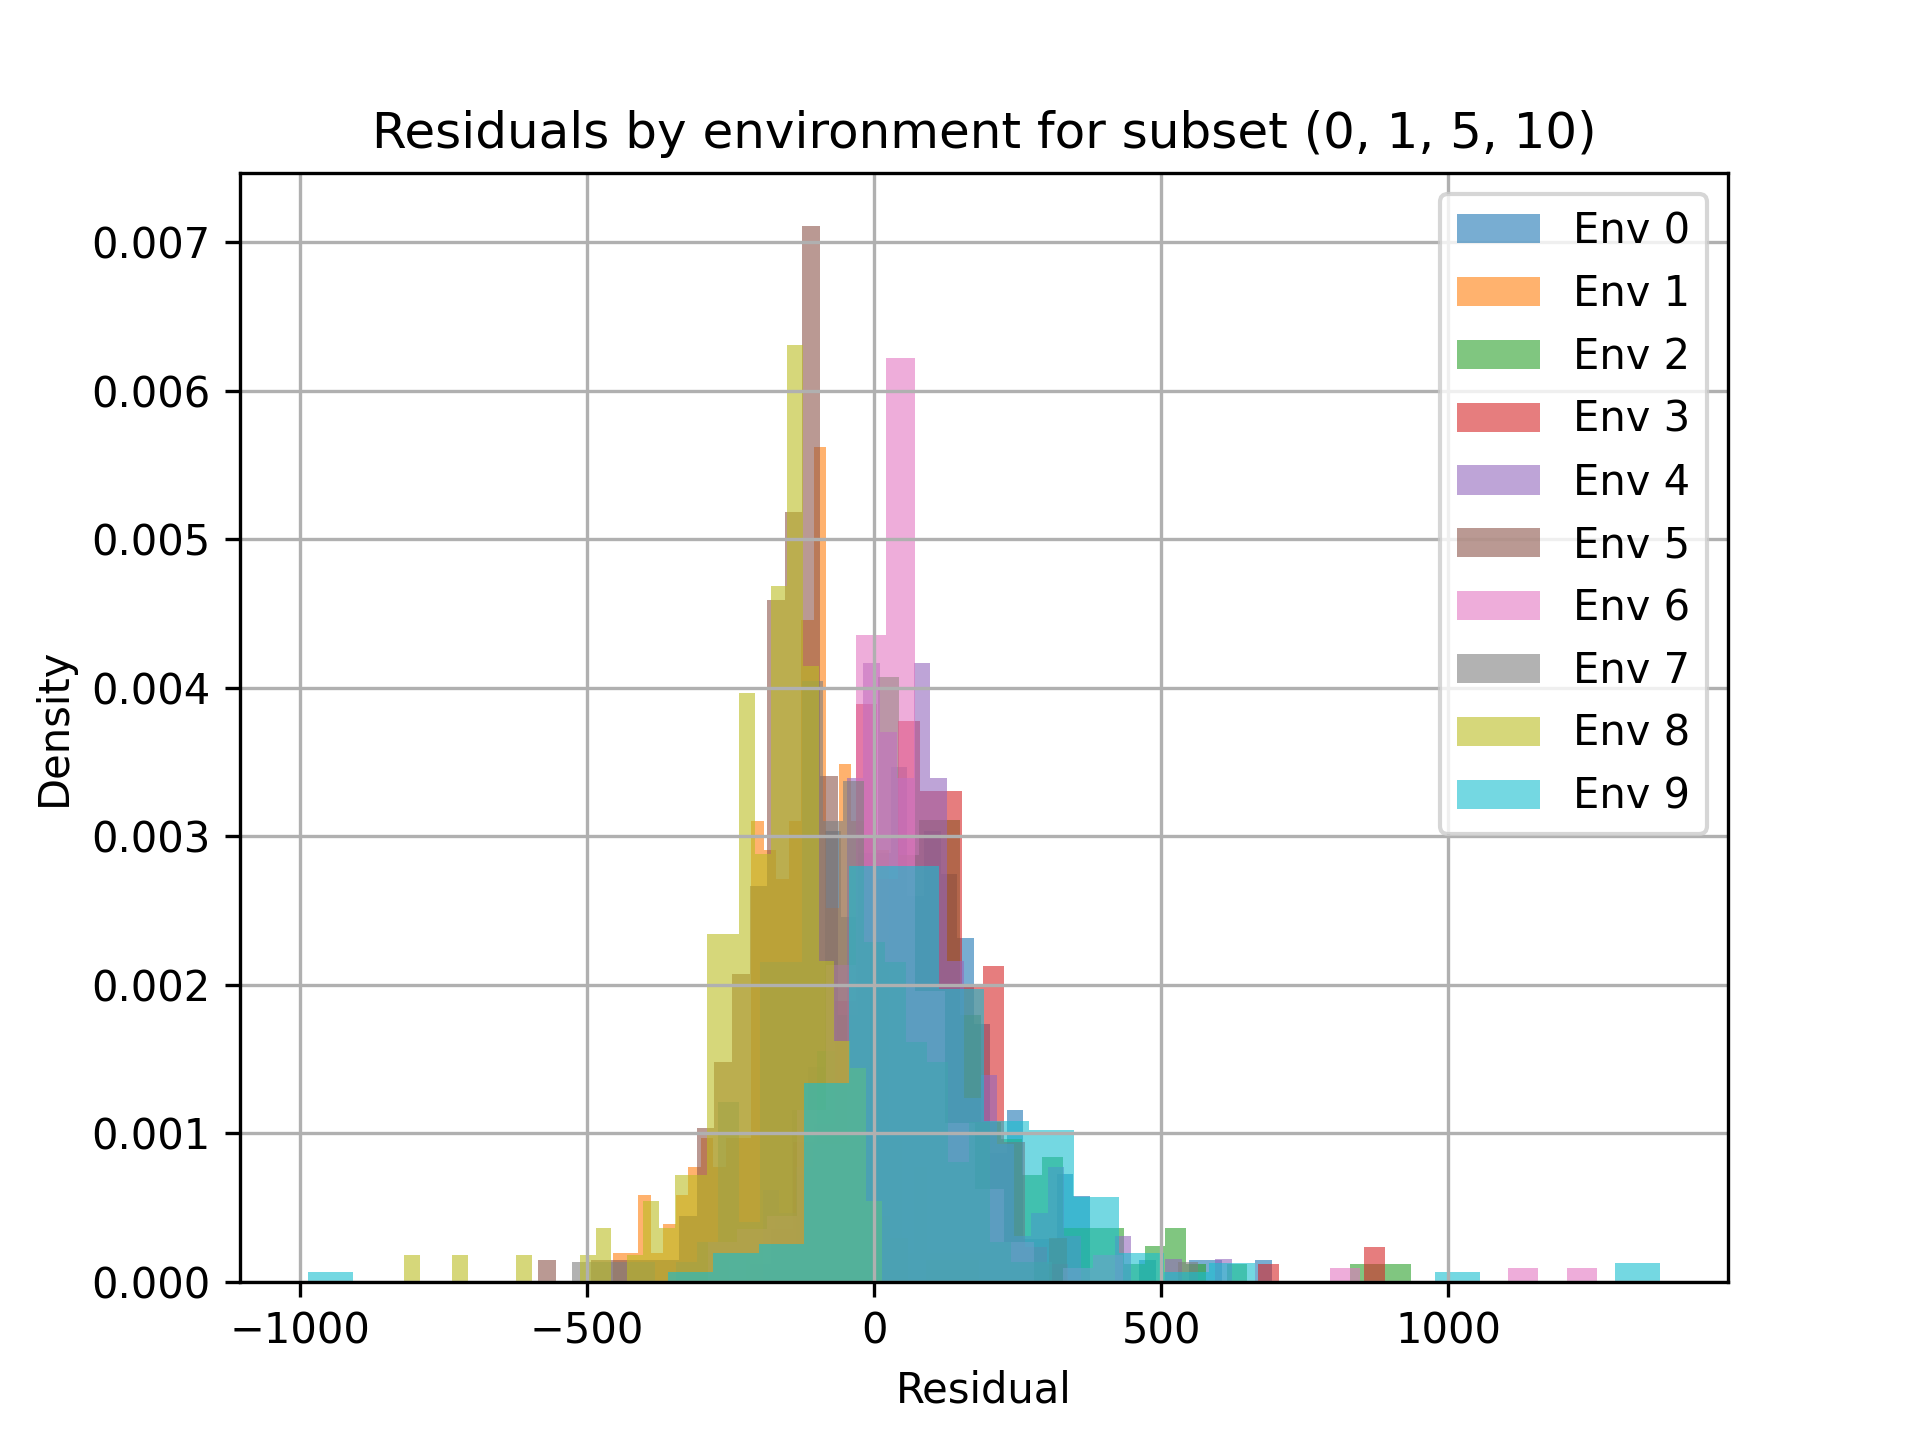 Residuals by environment for subset (0, 1, 5, 10)
Density
0.007
0.006
0.005
0.004
0.003
0.002
0.001
0.000
−1000
−500
0
500
1000
Residual
Env 0
Env 1
Env 2
Env 3
Env 4
Env 5
Env 6
Env 7
Env 8
Env 9